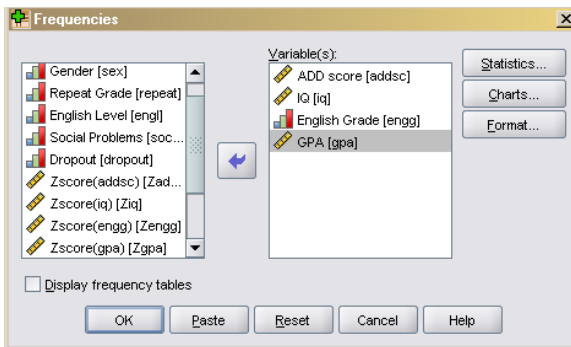 Frequencies
Gender [sex]
Repeat Grade [repeat]
English Level [engl]
Social Problems [soc...
Dropout [dropout]
Zscore(addsc) [Zad...
Zscore(iq) [Ziq]
Zscore(engg) [Zengg]
Zscore(gpa) [Zgpa]
Variable(s):
ADD score [addsc]
IQ [iq]
English Grade [engg]
GPA [gpa]
Statistics...
Charts...
Format...
Display frequency tables
OK
Paste
Reset
Cancel
Help